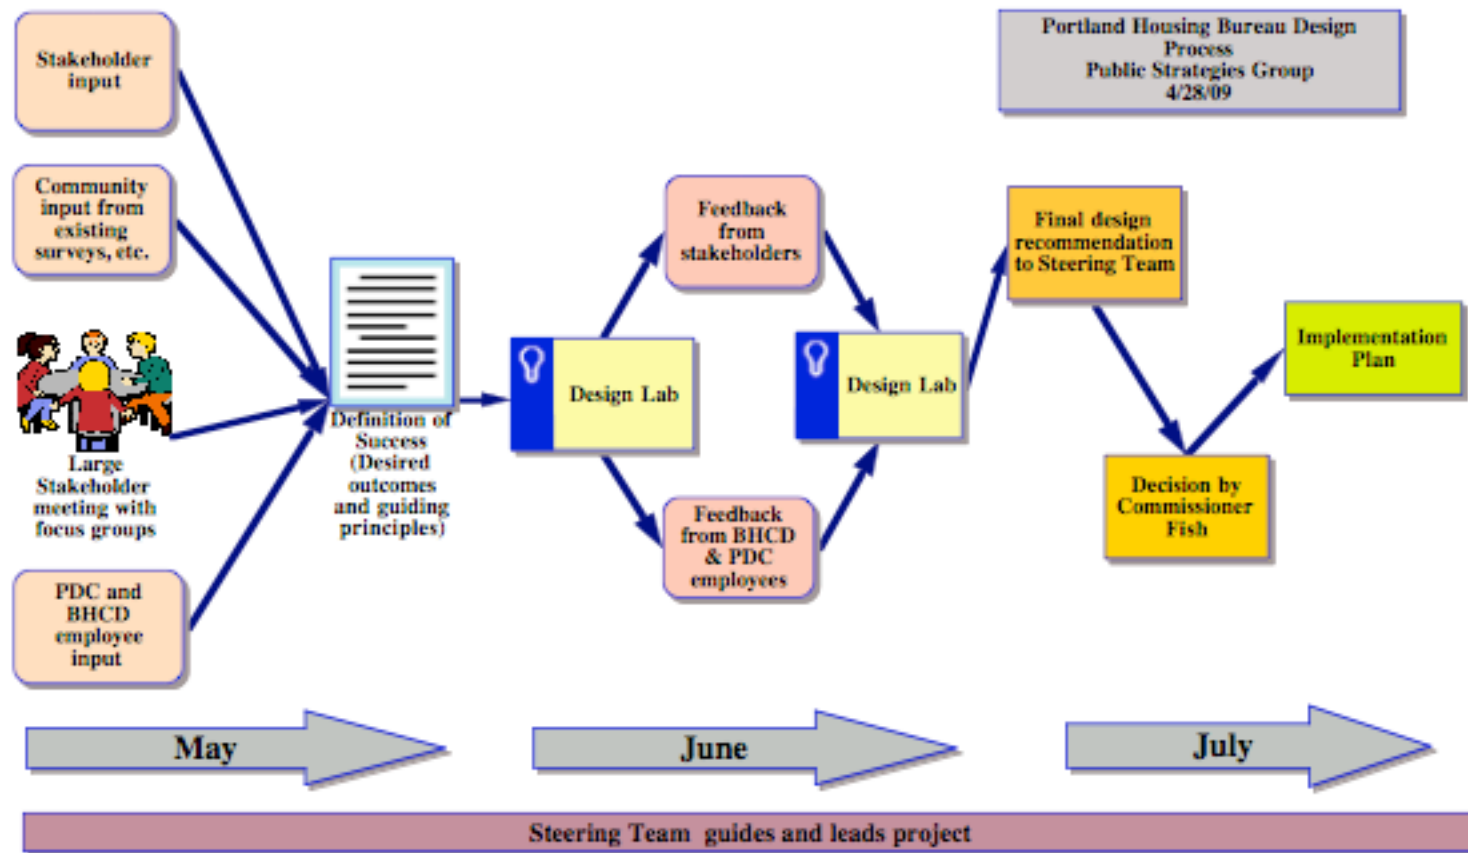 Portland Housing Bureau Design
Process
Public Strategies Group
4/28/09
Stakeholder
input
Community
input from
existing
surveys, etc.
Large
Stakeholder
meeting with
focus groups
PDC and
BHCD
employee
input
Definition of
Success
(Desired
outcomes
and guiding
principles)
Design Lab
Feedback
from
stakeholders
Feedback
from BHCD
& PDC
employees
Design Lab
Final design
recommendation
to Steering Team
Decision by
Commissioner
Fish
Implementation
Plan
May
June
July
Steering Team guides and leads project